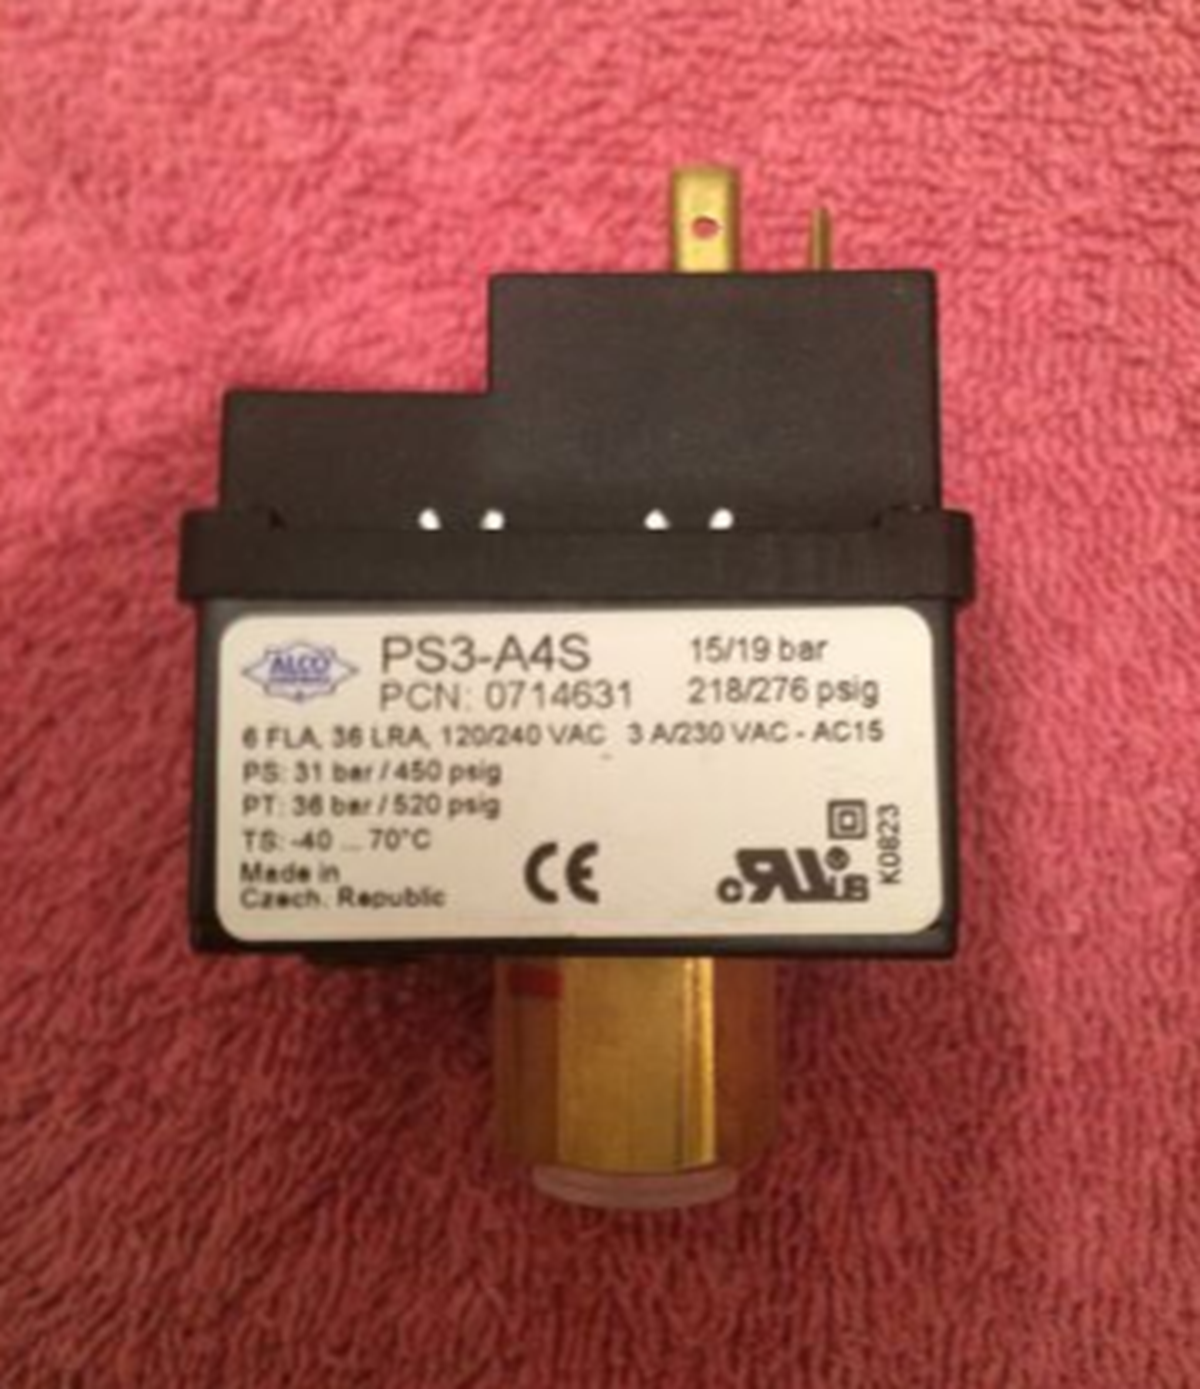 ALCO
PS3-A4S
PCN: 0714631
15/19 bar
218/276 psig
6 FLA, 36 LRA, 120/240 VAC 3 A/230 VAC - AC15
PS: 31 bar / 450 psig
PT: 36 bar / 520 psig
TS: -40 ... 70°C
Made in
Czech. Republic
CE
c RU us
K0823